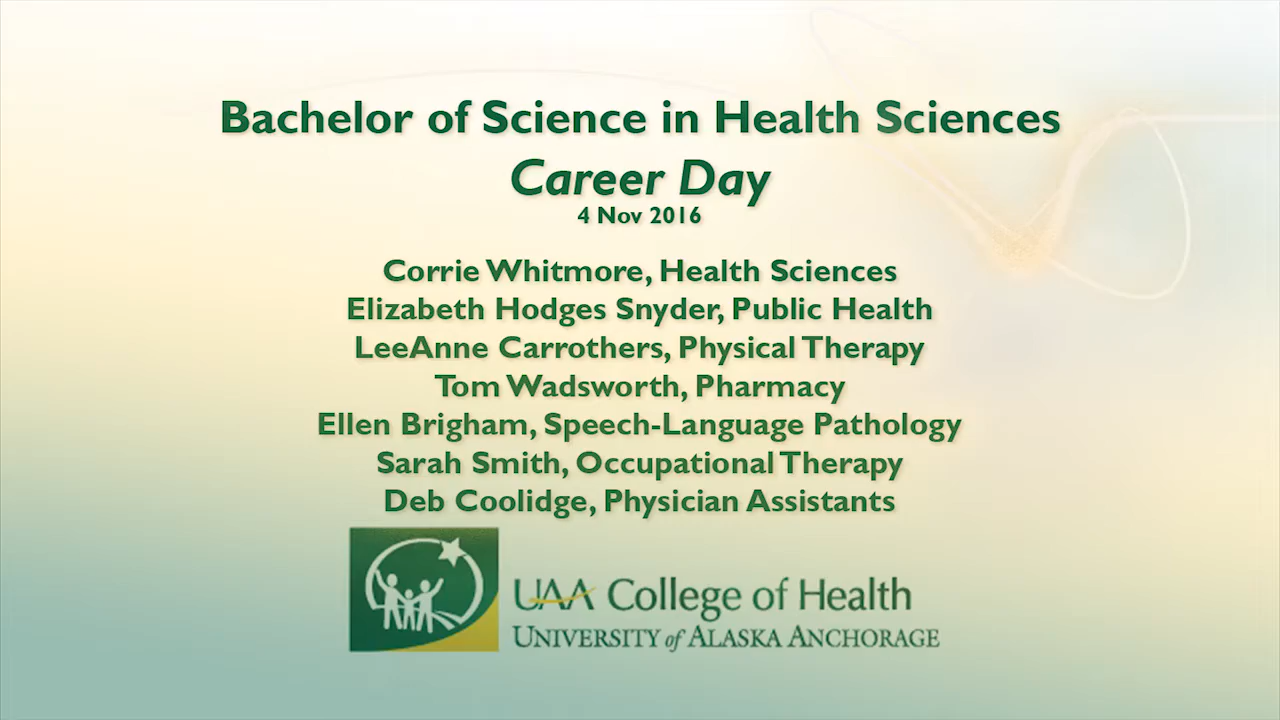 Bachelor of Science in Health Sciences
Career Day
4 Nov 2016
Corrie Whitmore, Health Sciences
Elizabeth Hodges Snyder, Public Health
LeeAnne Carrothers, Physical Therapy
Tom Wadsworth, Pharmacy
Ellen Brigham, Speech-Language Pathology
Sarah Smith, Occupational Therapy
Deb Coolidge, Physician Assistants
UAA College of Health
UNIVERSITY of ALASKA ANCHORAGE